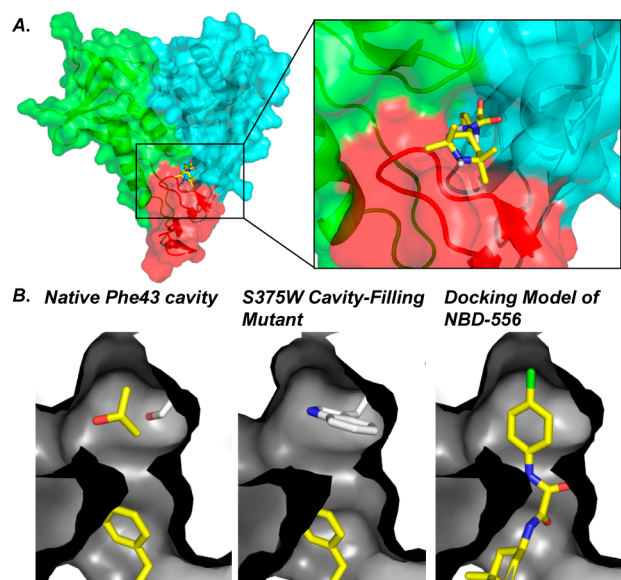 A.
B. Native Phe43 cavity
S375W Cavity-Filling
Mutant
Docking Model of
NBD-556